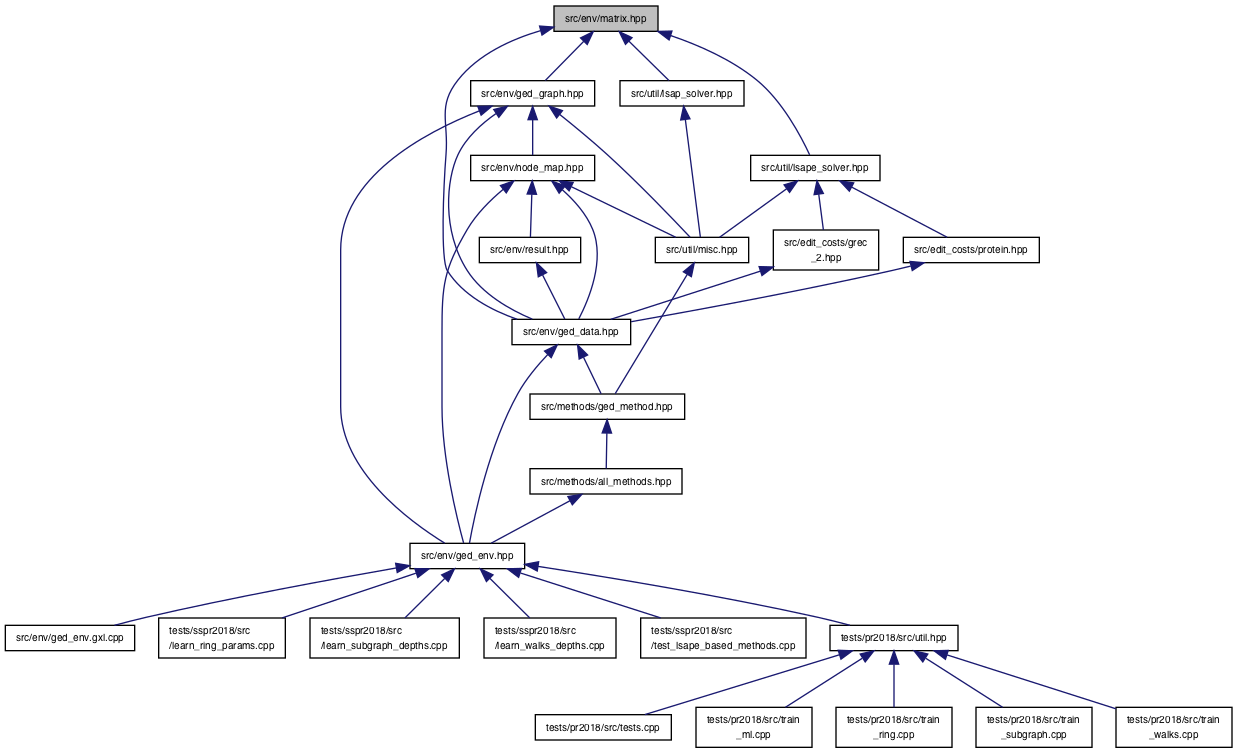 src/env/matrix.hpp
src/env/ged_graph.hpp
src/util/lsap_solver.hpp
src/env/node_map.hpp
src/util/lsape_solver.hpp
src/env/result.hpp
src/util/misc.hpp
src/edit_costs/grec
_2.hpp
src/edit_costs/protein.hpp
src/env/ged_data.hpp
src/methods/ged_method.hpp
src/methods/all_methods.hpp
src/env/ged_env.hpp
src/env/ged_env.gxl.cpp
tests/sspr2018/src
/learn_ring_params.cpp
tests/sspr2018/src
/learn_subgraph_depths.cpp
tests/sspr2018/src
/learn_walks_depths.cpp
tests/sspr2018/src
/test_lsape_based_methods.cpp
tests/pr2018/src/util.hpp
tests/pr2018/src/tests.cpp
tests/pr2018/src/train
_ml.cpp
tests/pr2018/src/train
_ring.cpp
tests/pr2018/src/train
_subgraph.cpp
tests/pr2018/src/train
_walks.cpp